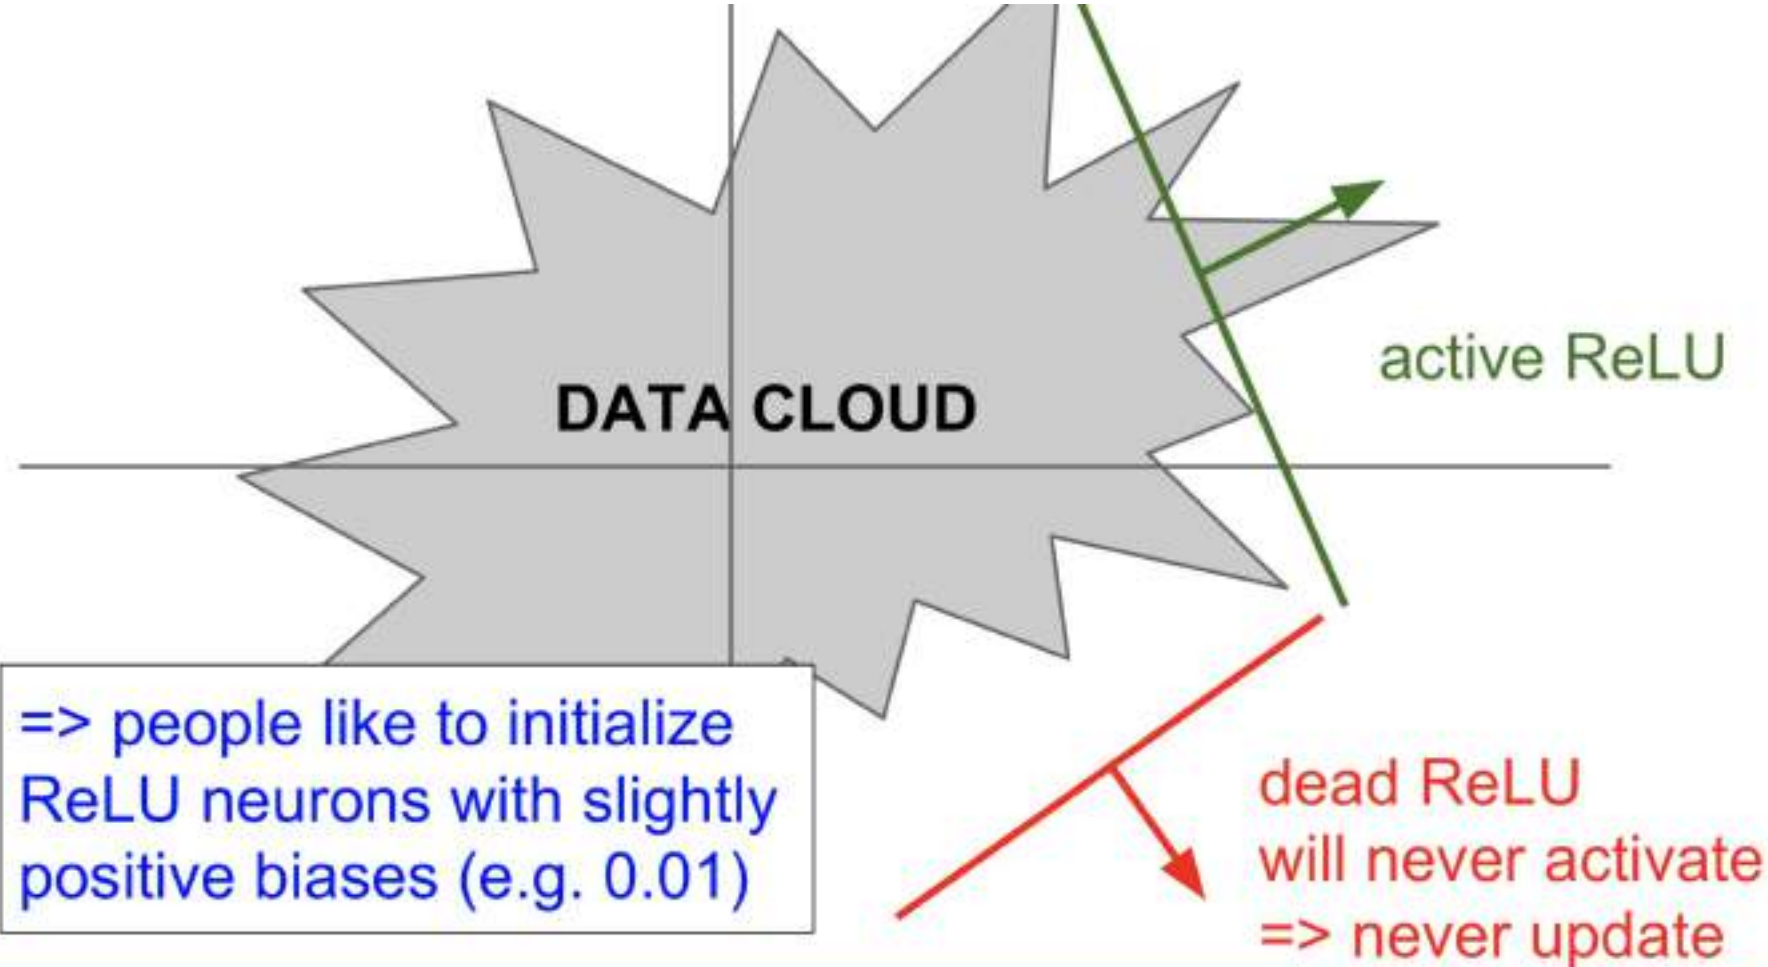 active ReLU
DATA CLOUD
=> people like to initialize
ReLU neurons with slightly
positive biases (e.g. 0.01)
dead ReLU
will never activate
=> never update